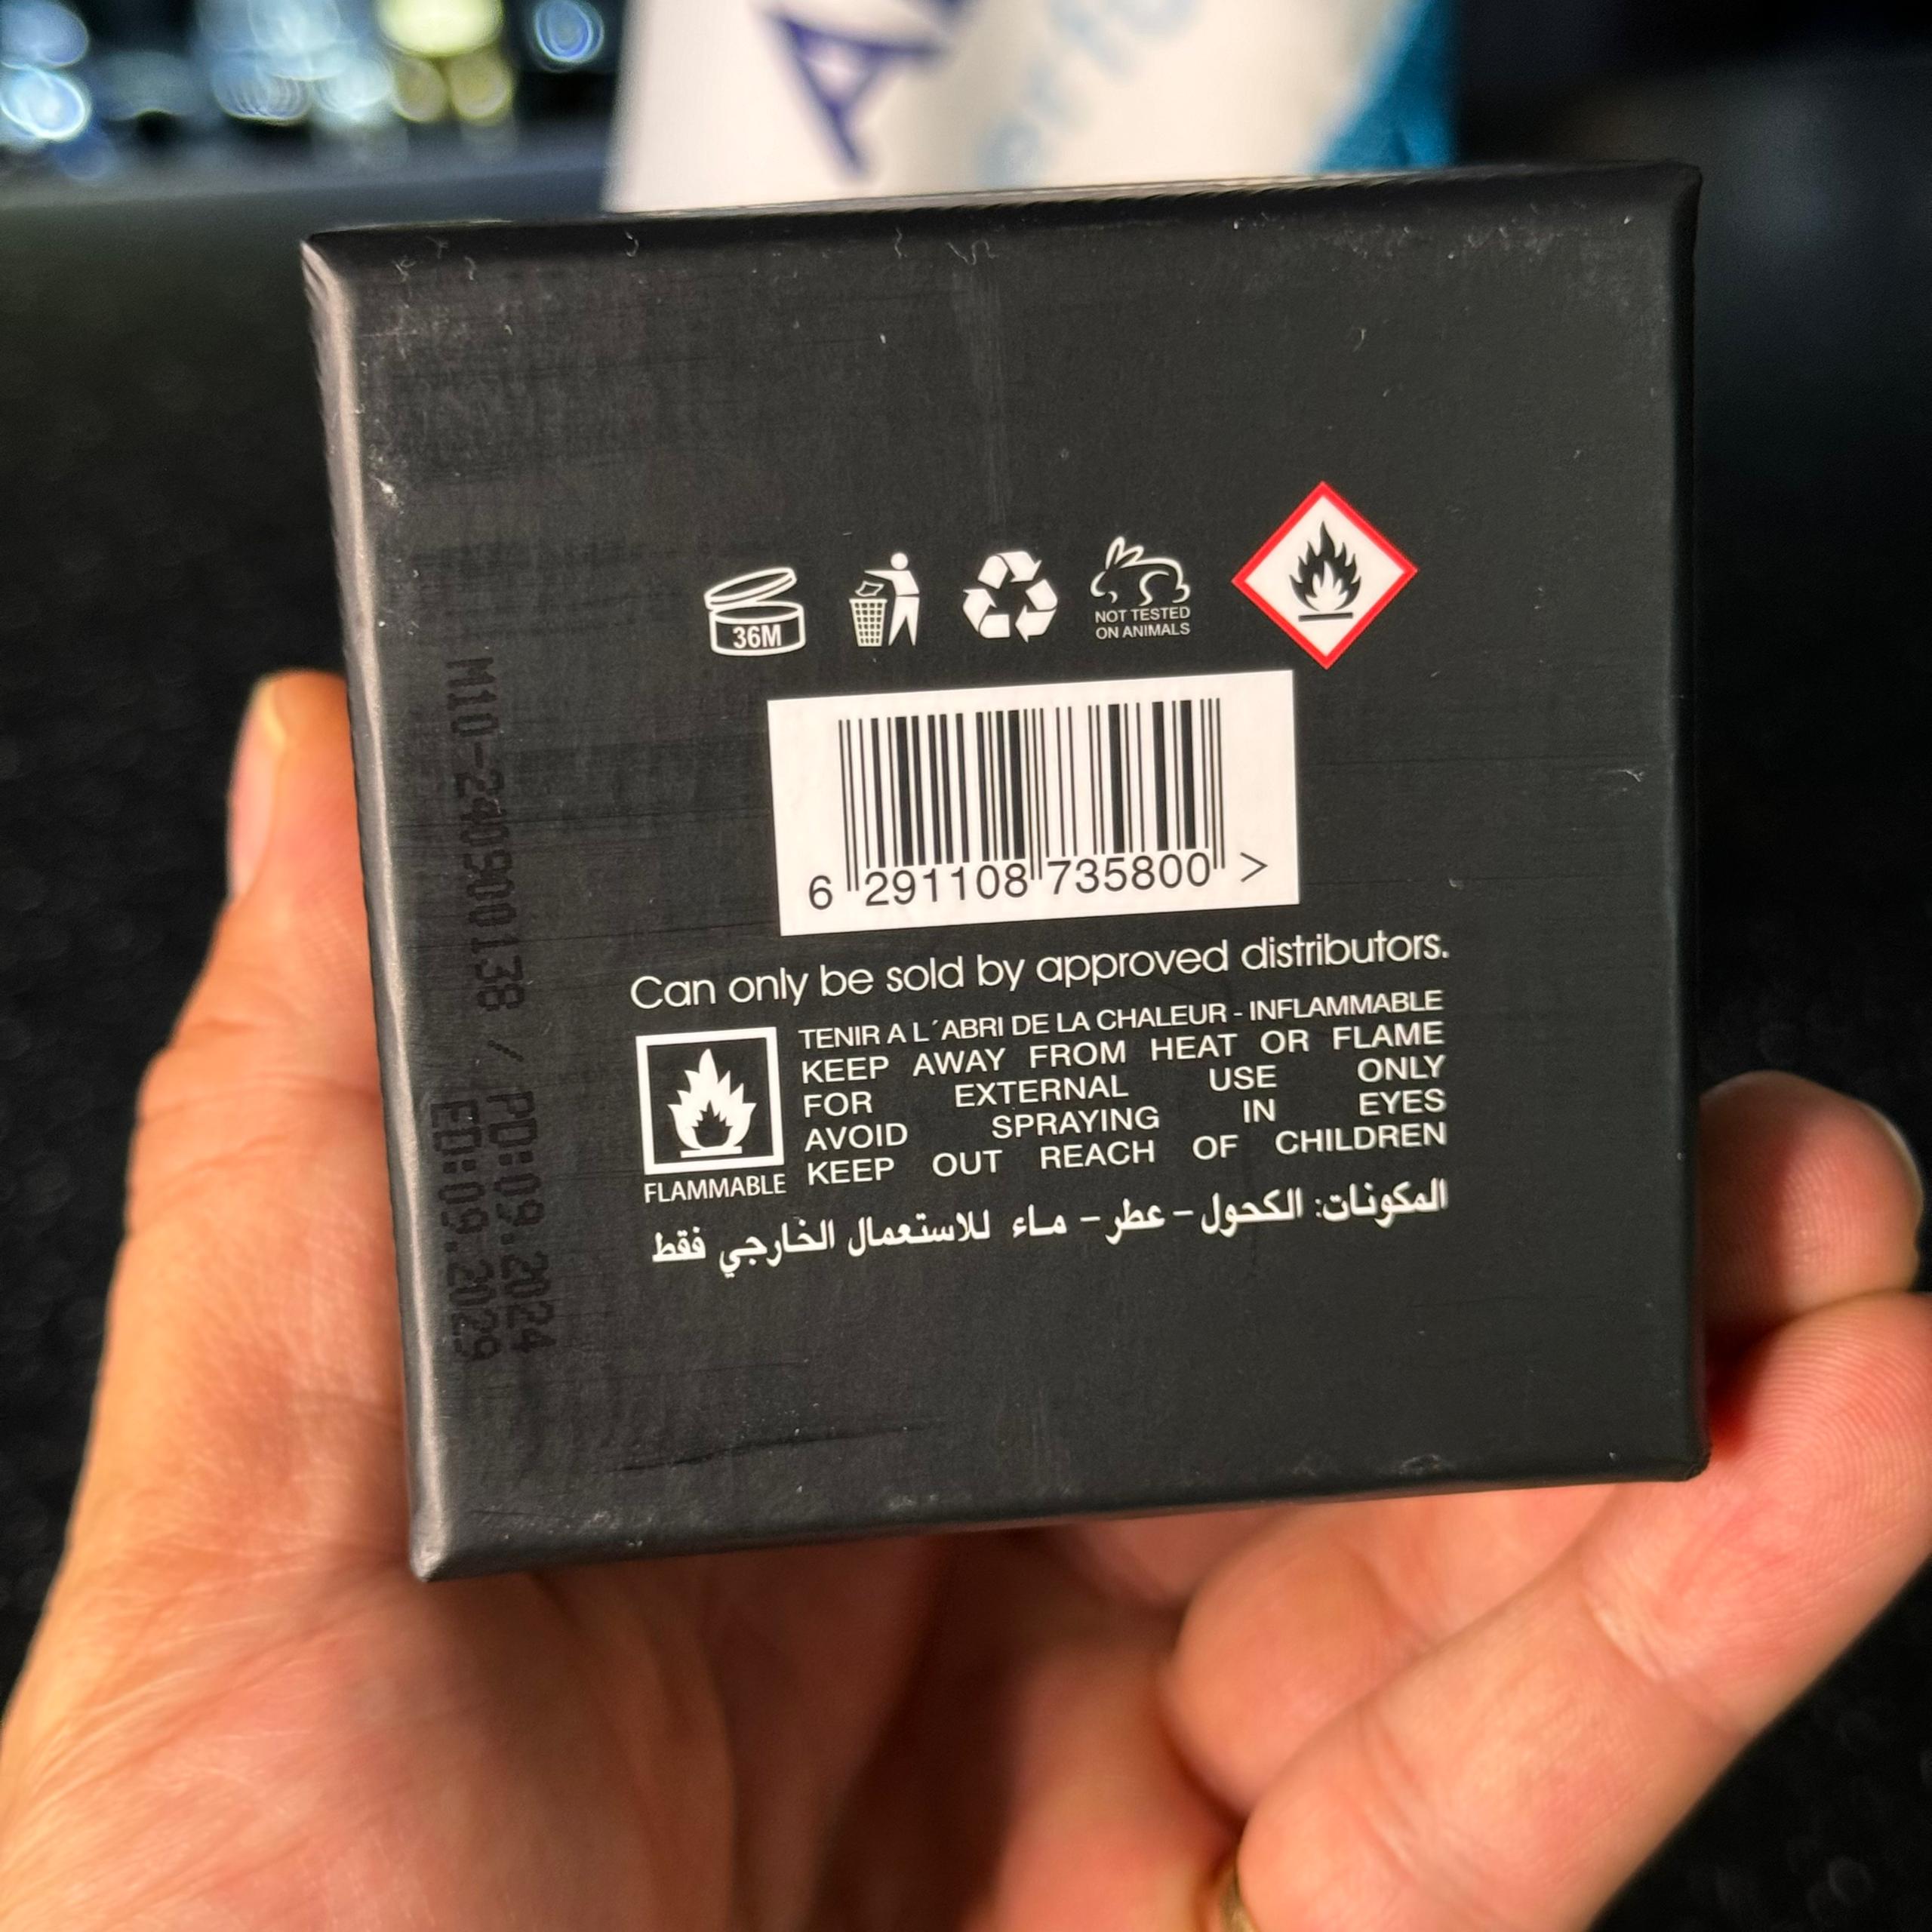 36M
NOT TESTED
ON ANIMALS
6 291108 735800 >
Can only be sold by approved distributors.
TENIR A L´ABRI DE LA CHALEUR - INFLAMMABLE
KEEP AWAY FROM HEAT OR FLAME
FOR EXTERNAL USE ONLY
AVOID SPRAYING IN EYES
KEEP OUT REACH OF CHILDREN
FLAMMABLE
المكونات: الكحول - عطر - ماء للاستعمال الخارجي فقط
M10-240900138 / PD:09.2024
ED:09.2029